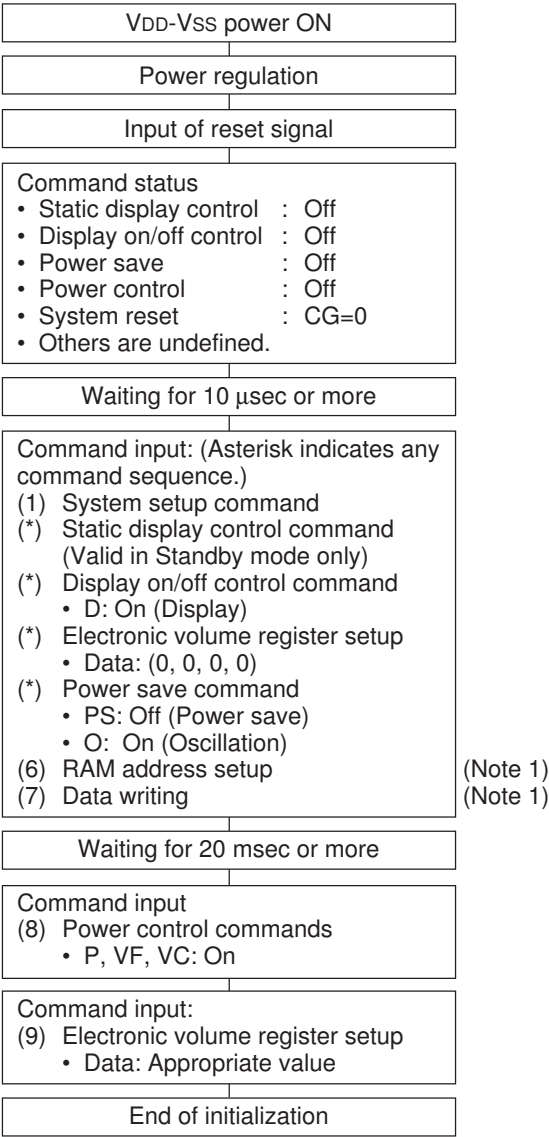 VDD-VSS power ON
Power regulation
Input of reset signal
Command status
• Static display control : Off
• Display on/off control : Off
• Power save : Off
• Power control : Off
• System reset : CG=0
• Others are undefined.
Waiting for 10 μsec or more
Command input: (Asterisk indicates any
command sequence.)
(1) System setup command
(*) Static display control command
(Valid in Standby mode only)
(*) Display on/off control command
• D: On (Display)
(*) Electronic volume register setup
• Data: (0, 0, 0, 0)
(*) Power save command
• PS: Off (Power save)
• O: On (Oscillation)
(6) RAM address setup (Note 1)
(7) Data writing (Note 1)
Waiting for 20 msec or more
Command input
(8) Power control commands
• P, VF, VC: On
Command input:
(9) Electronic volume register setup
• Data: Appropriate value
End of initialization